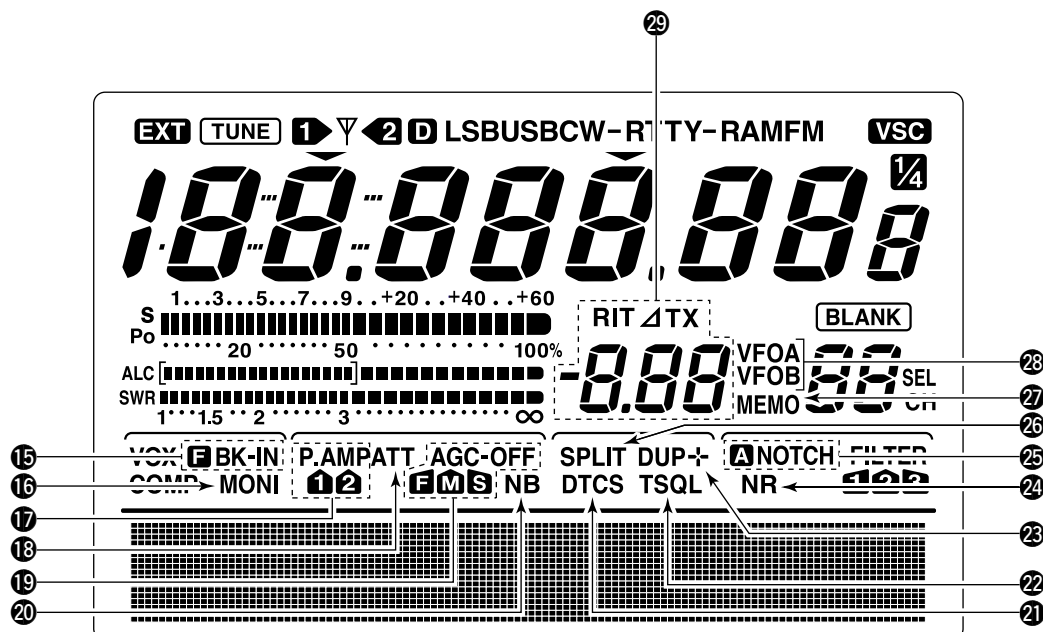 ㉙
EXT TUNE 1 2 D LSBUSBCW-RTTY-RAMFM VSC
1/4
188.888.888
1...3...5...7...9..+20..+40..+60
S
Po
20 50 100%
RIT ⊿TX BLANK
-8.88 VFOA 88 ㉘
ALC VFOB SEL
SWR MEMO CH ㉗
1 1.5 2 3 ∞ ㉖
⑮ VOX F BK-IN P.AMP ATT AGC-OFF SPLIT DUP-+ A NOTCH FILTER ㉕
⑯ COMP MONI 1 2 F M S NB DTCS TSQL NR 1 2 3 ㉔
⑰ ㉓
⑱
⑲ ㉒
⑳ ㉑